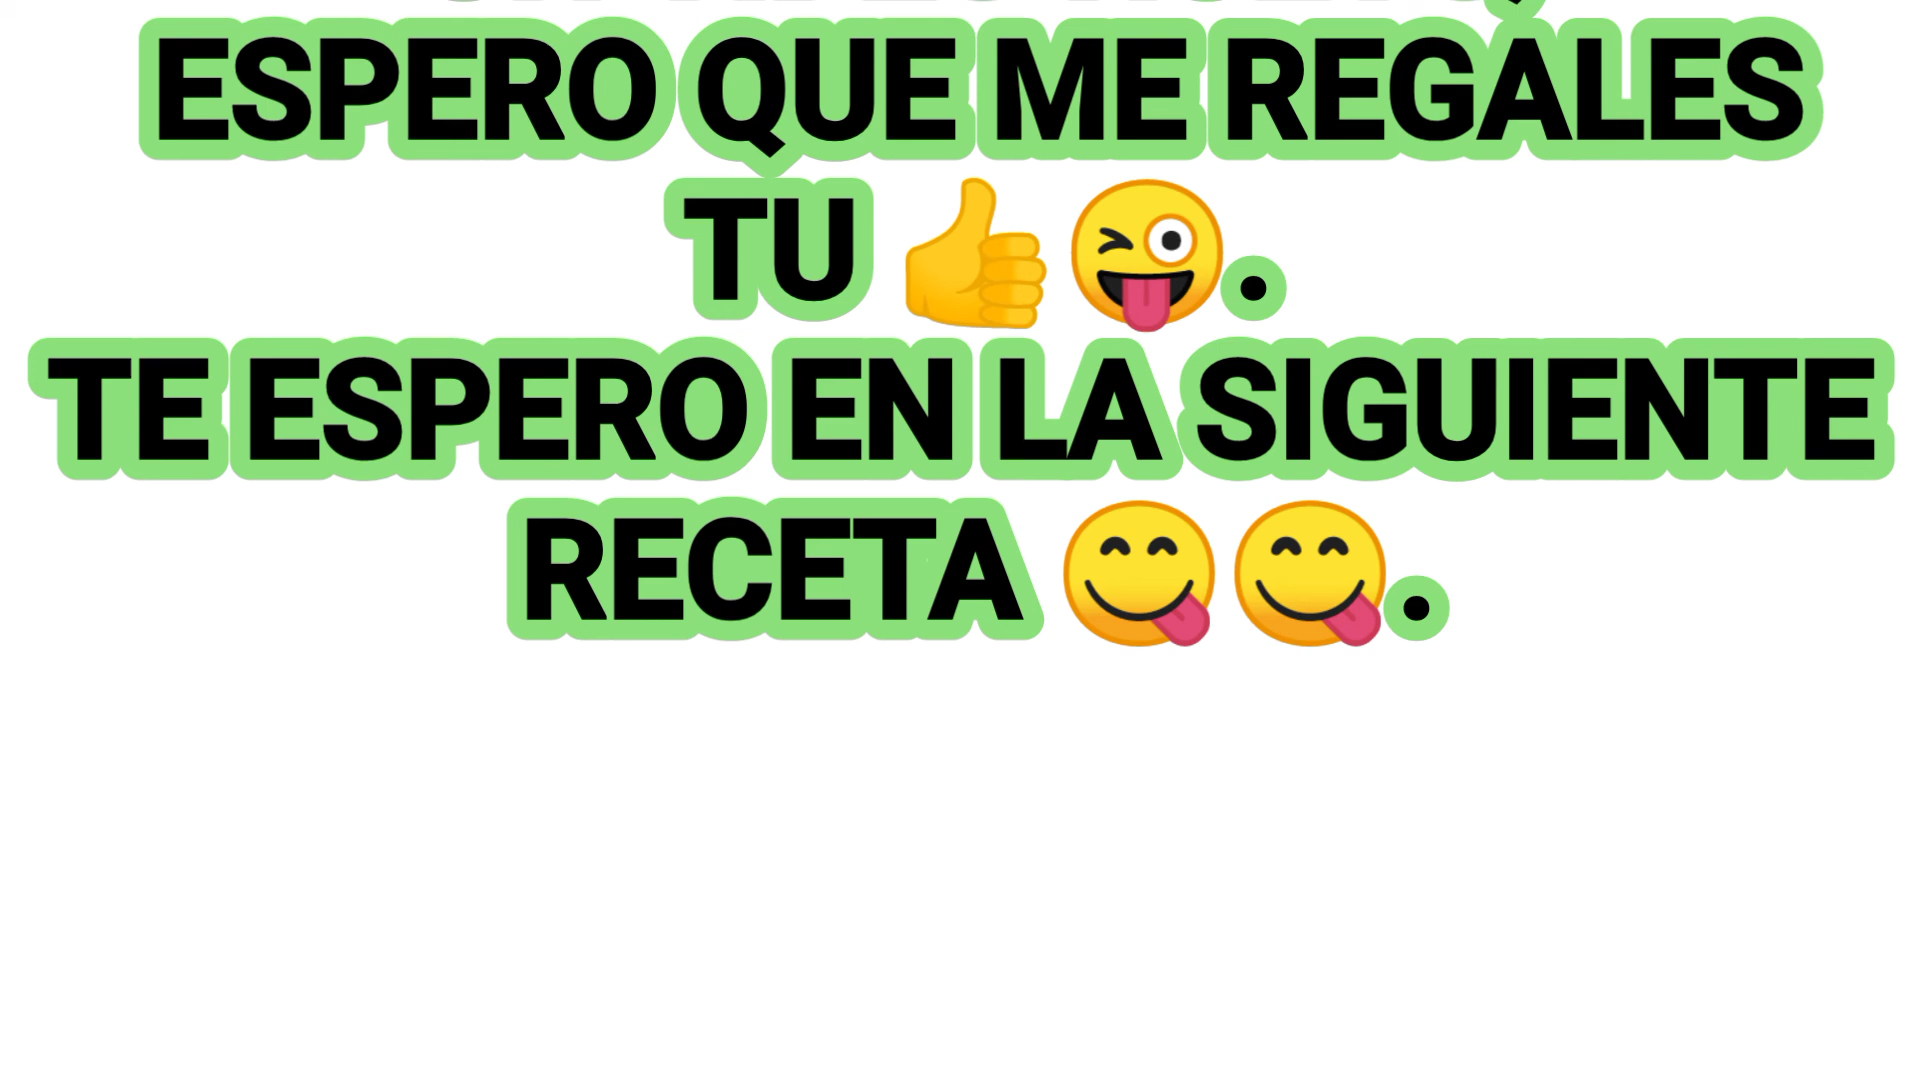 ESPERO QUE ME REGALES
TU 👍 😜.
TE ESPERO EN LA SIGUIENTE
RECETA 😋 😋.